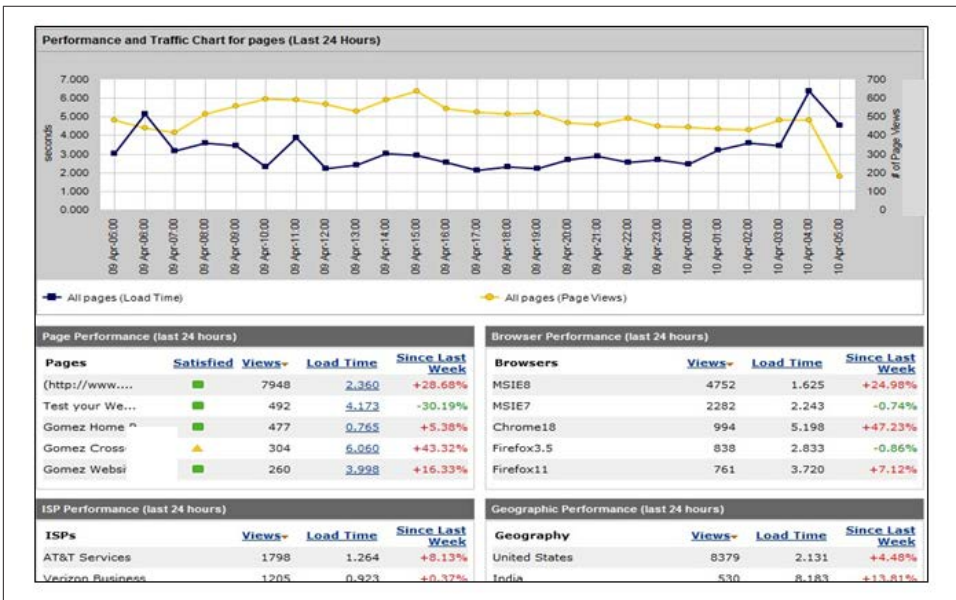 Performance and Traffic Chart for pages (Last 24 Hours)
7.000 700
6.000 600
5.000 500
4.000 400
3.000 300
2.000 200
1.000 100
0.000 0
seconds
# of Page Views
09 Apr-05:00
09 Apr-06:00
09 Apr-07:00
09 Apr-08:00
09 Apr-09:00
09 Apr-10:00
09 Apr-11:00
09 Apr-12:00
09 Apr-13:00
09 Apr-14:00
09 Apr-15:00
09 Apr-16:00
09 Apr-17:00
09 Apr-18:00
09 Apr-19:00
09 Apr-20:00
09 Apr-21:00
09 Apr-22:00
09 Apr-23:00
10 Apr-00:00
10 Apr-01:00
10 Apr-02:00
10 Apr-03:00
10 Apr-04:00
10 Apr-05:00
All pages (Load Time) All pages (Page Views)
Page Performance (last 24 hours)
Pages Satisfied Views Load Time Since Last Week
(http://www.... 7948 2.360 +28.68%
Test your We... 492 4.173 -30.19%
Gomez Home 477 0.765 +5.38%
Gomez Cross 304 6.060 +43.32%
Gomez Websi 260 3.998 +16.33%
Browser Performance (last 24 hours)
Browsers Views Load Time Since Last Week
MSIE8 4752 1.625 +24.98%
MSIE7 2282 2.243 -0.74%
Chrome18 994 5.198 +47.23%
Firefox3.5 838 2.833 -0.86%
Firefox11 761 3.720 +7.12%
ISP Performance (last 24 hours)
ISPs Views Load Time Since Last Week
AT&T Services 1798 1.264 +8.13%
Verizon Business 1205 0.923 +0.37%
Geographic Performance (last 24 hours)
Geography Views Load Time Since Last Week
United States 8379 2.131 +4.48%
India 530 8.183 +13.81%